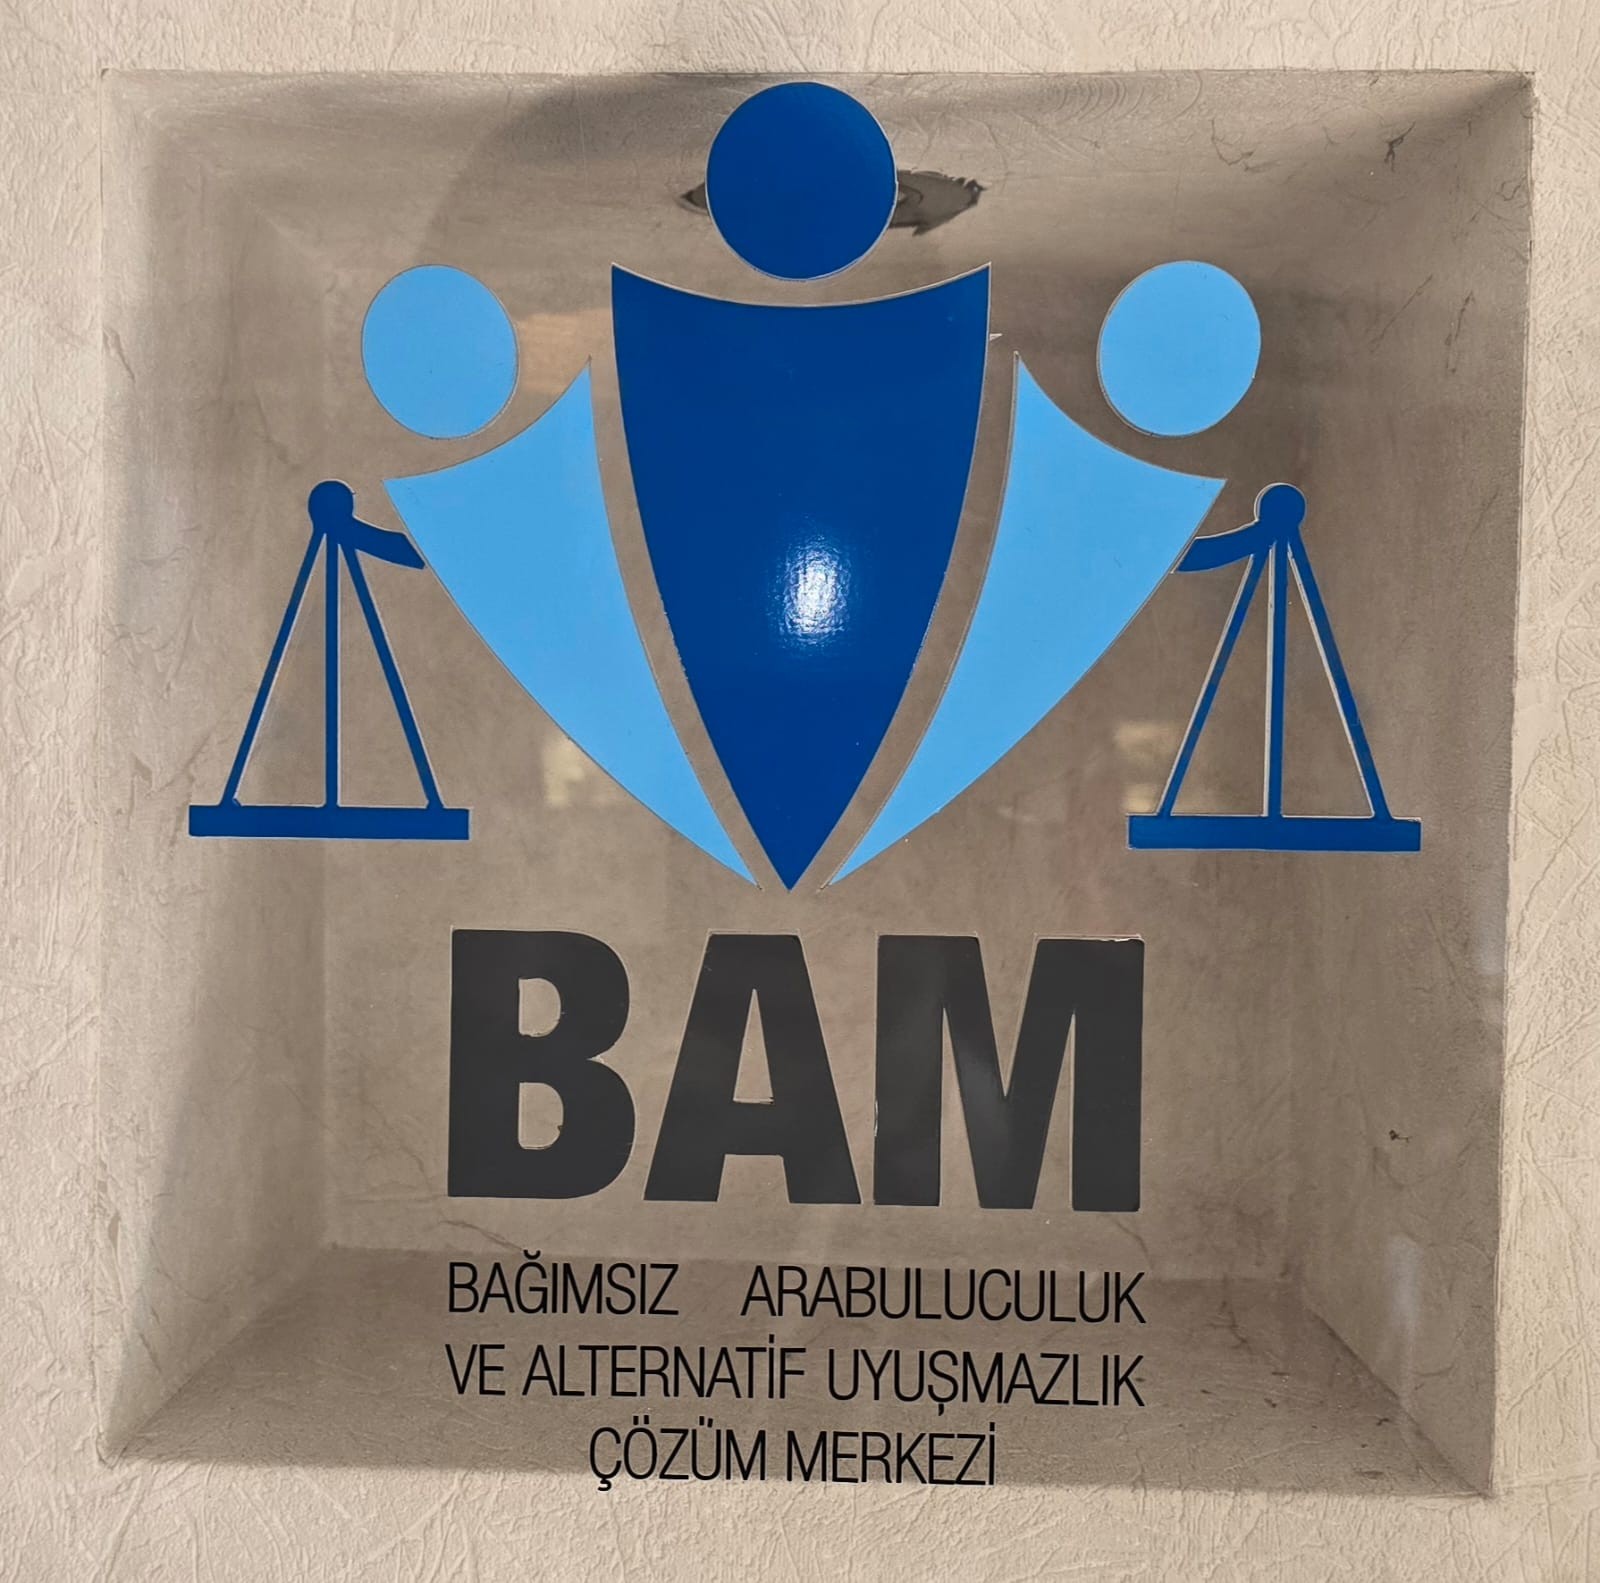 BAM
BAĞIMSIZ ARABULUCULUK
VE ALTERNATİF UYUŞMAZLIK
ÇÖZÜM MERKEZİ